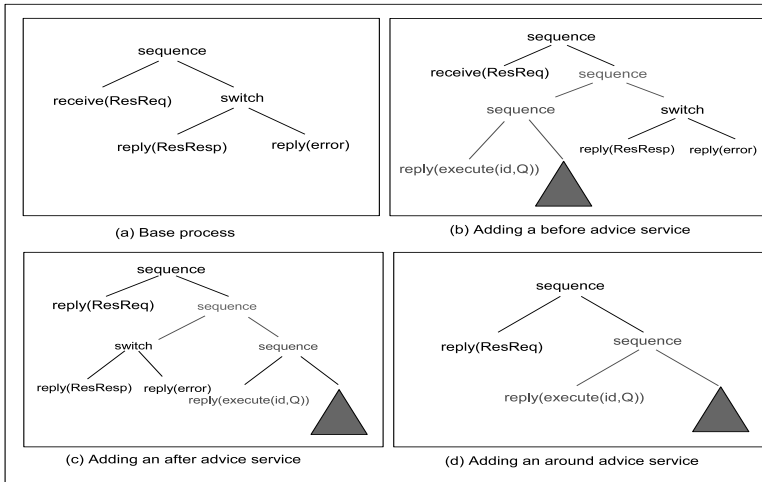 sequence
receive(ResReq)
switch
reply(ResResp)
reply(error)
(a) Base process
sequence
receive(ResReq)
sequence
sequence
switch
reply(execute(id,Q))
reply(ResResp)
reply(error)
(b) Adding a before advice service
sequence
reply(ResReq)
sequence
switch
sequence
reply(ResResp)
reply(error)
reply(execute(id,Q))
(c) Adding an after advice service
sequence
reply(ResReq)
sequence
reply(execute(id,Q))
(d) Adding an around advice service